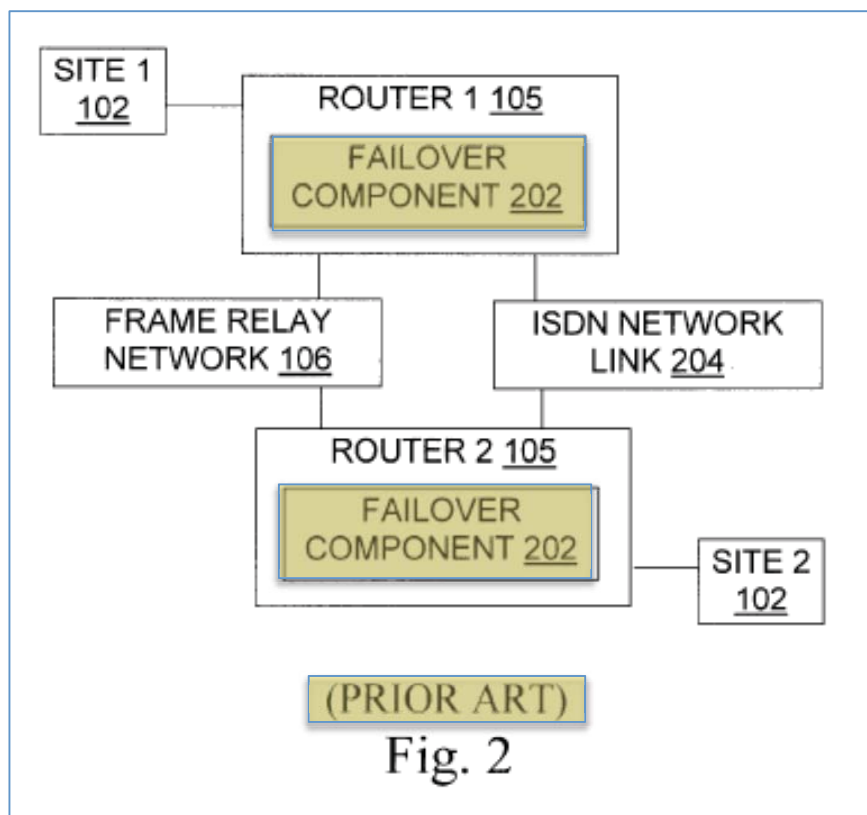 SITE 1
102
ROUTER 1 105
FAILOVER
COMPONENT 202
FRAME RELAY
NETWORK 106
ISDN NETWORK
LINK 204
ROUTER 2 105
FAILOVER
COMPONENT 202
SITE 2
102
(PRIOR ART)
Fig. 2